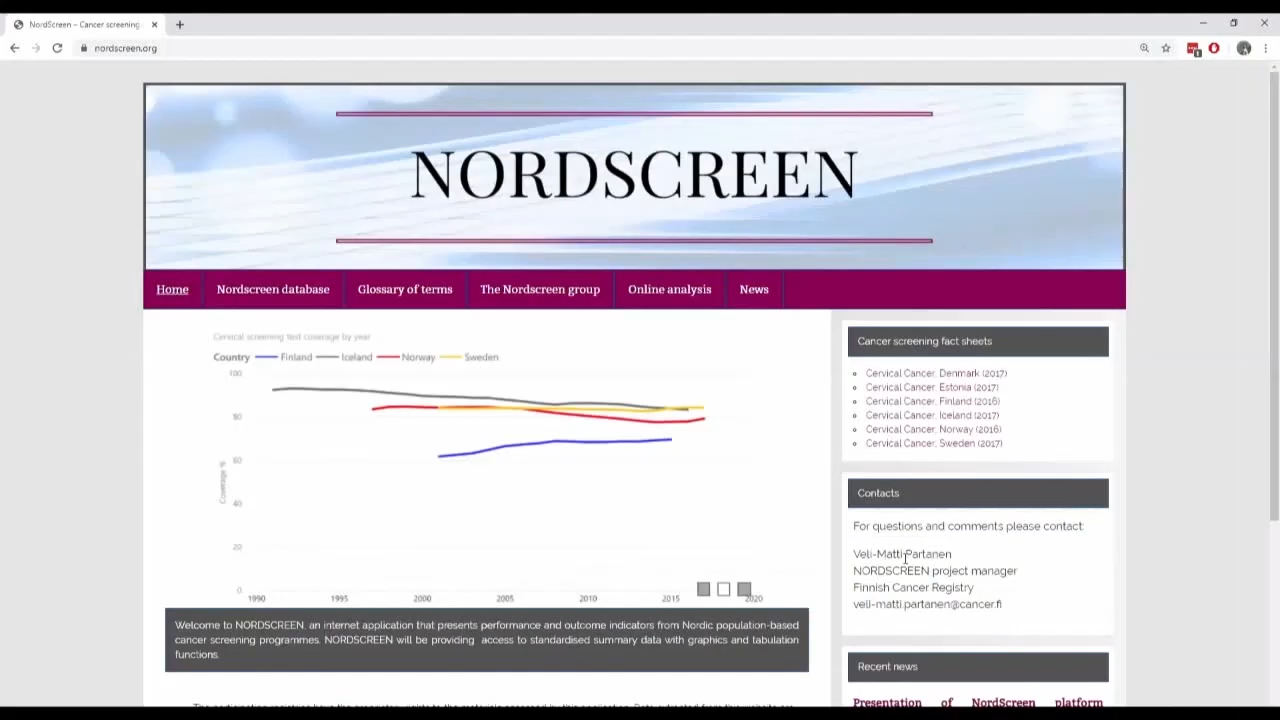 NordScreen – Cancer screening
nordscreen.org
NORDSCREEN
Home
Nordscreen database
Glossary of terms
The Nordscreen group
Online analysis
News
Cervical screening test coverage by year
Country Finland Iceland Norway Sweden
100
80
60
40
20
0
Coverage %
1990 1995 2000 2005 2010 2015 2020
Welcome to NORDSCREEN, an internet application that presents performance and outcome indicators from Nordic population-based
cancer screening programmes. NORDSCREEN will be providing access to standardised summary data with graphics and tabulation
functions.
Cancer screening fact sheets
Cervical Cancer, Denmark (2017)
Cervical Cancer, Estonia (2017)
Cervical Cancer, Finland (2016)
Cervical Cancer, Iceland (2017)
Cervical Cancer, Norway (2016)
Cervical Cancer, Sweden (2017)
Contacts
For questions and comments please contact:
Veli-Matti Partanen
NORDSCREEN project manager
Finnish Cancer Registry
veli-matti.partanen@cancer.fi
Recent news
Presentation of NordScreen platform